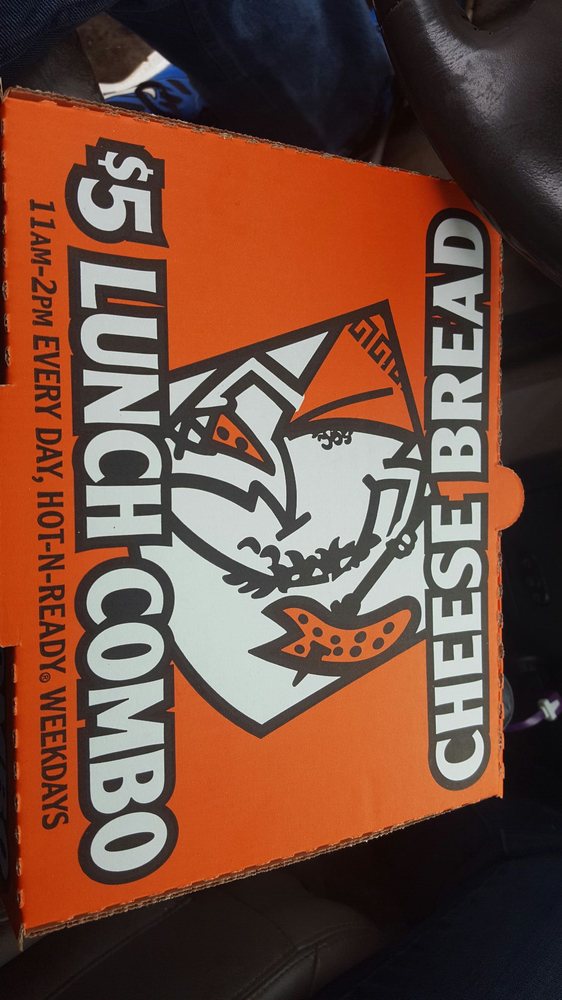 CHEESE BREAD
$5 LUNCH COMBO
11AM-2PM EVERY DAY, HOT-N-READY® WEEKDAYS